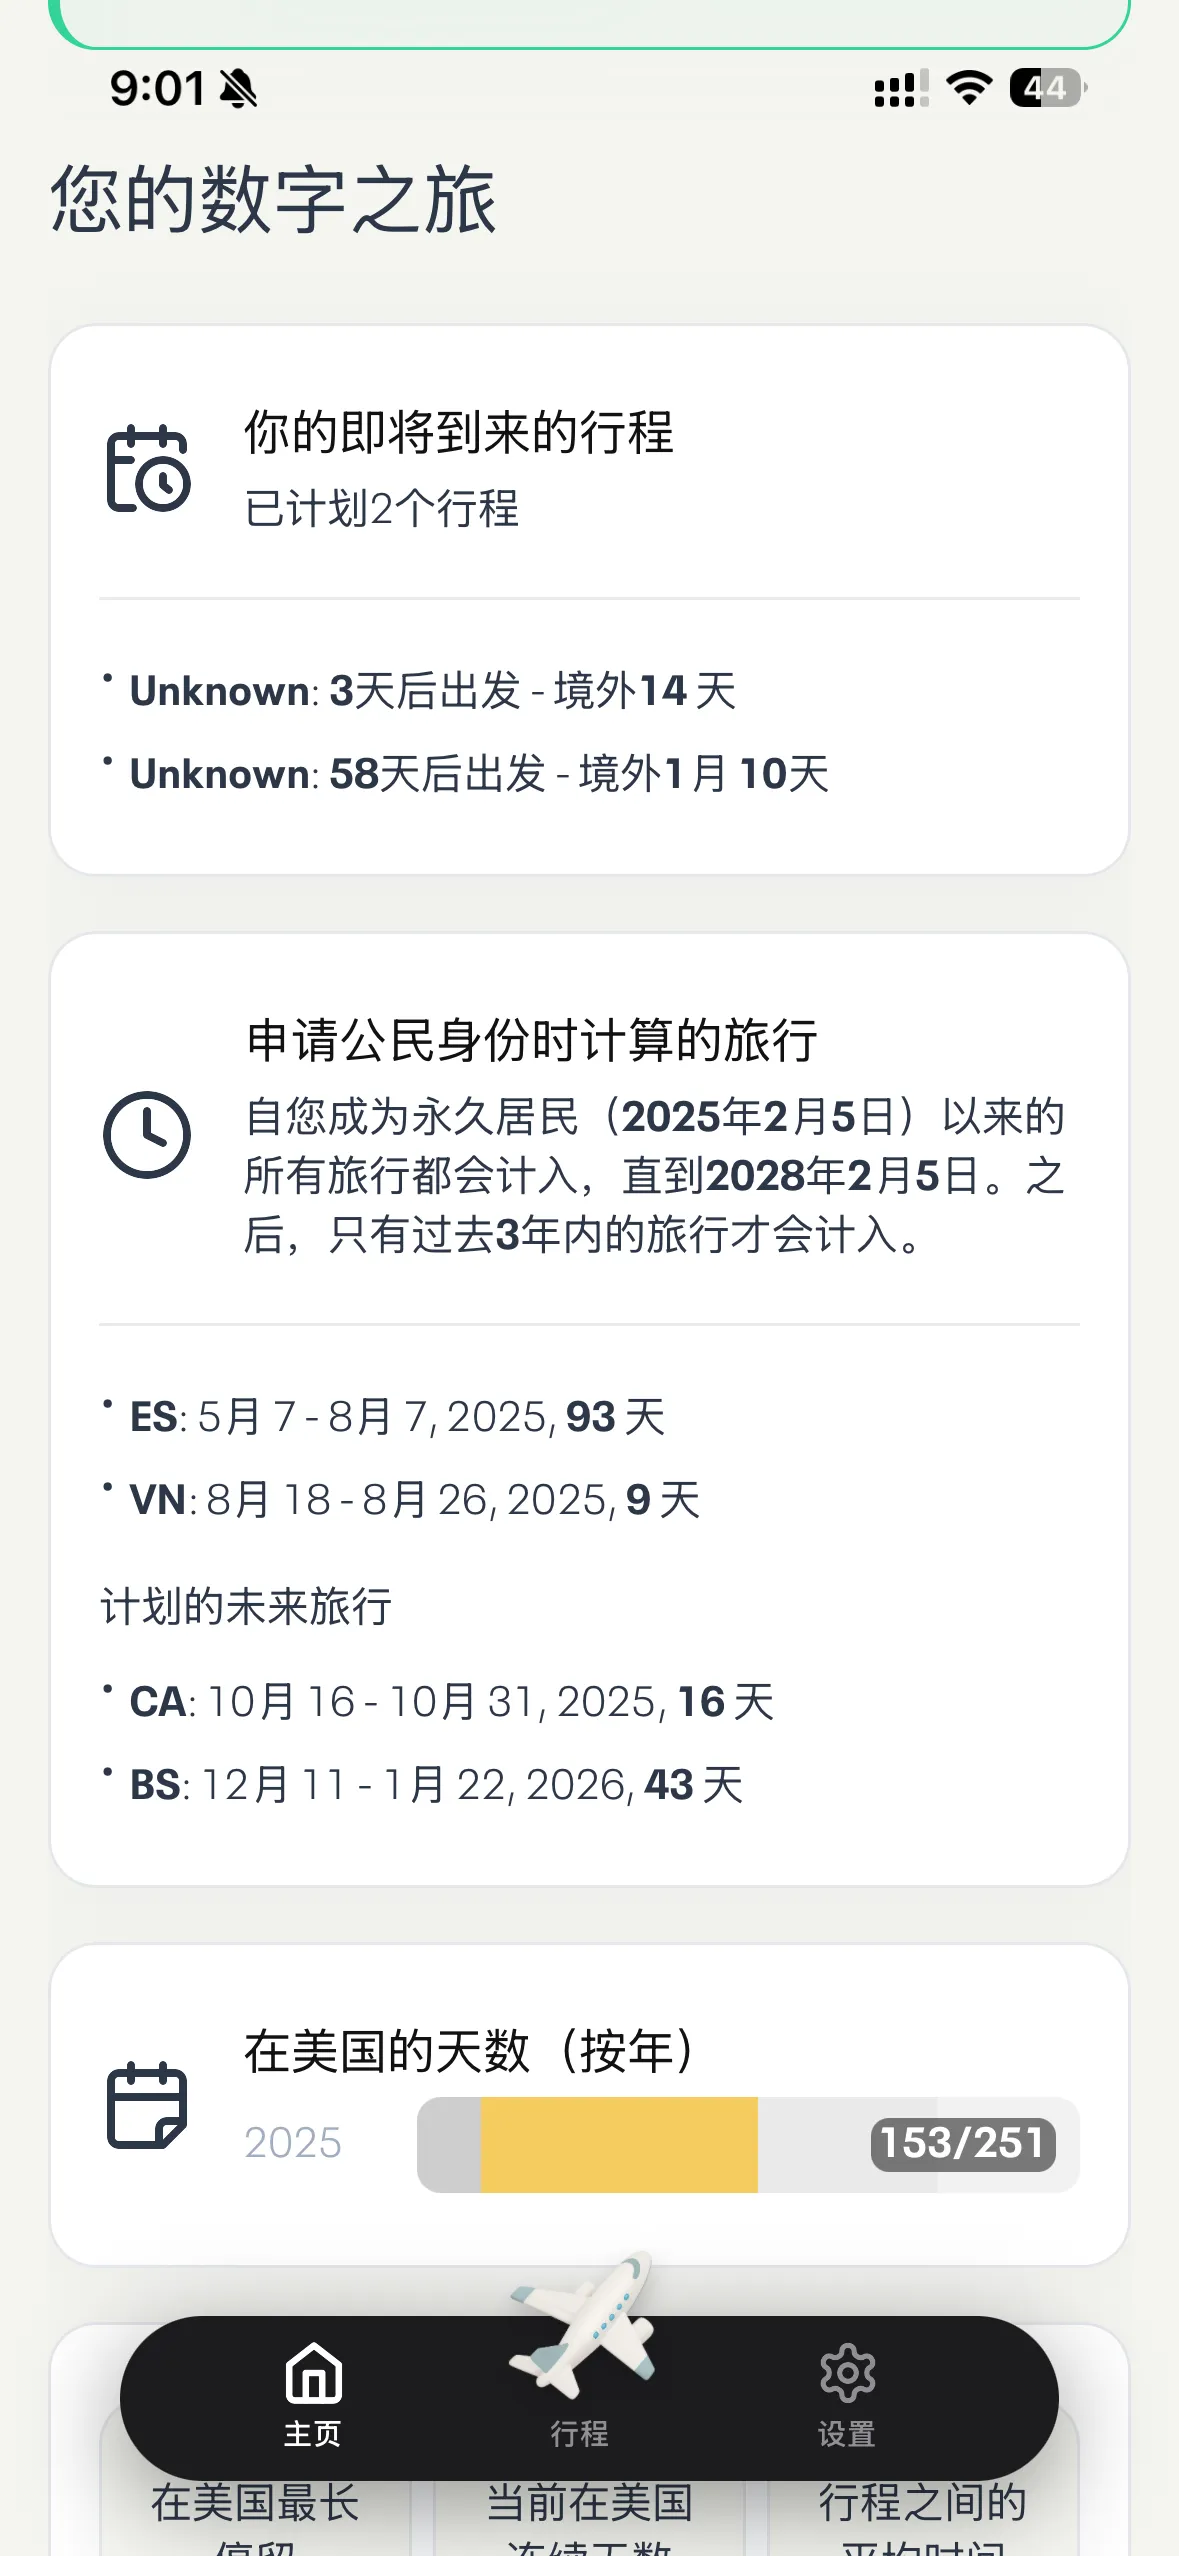 9:01
44
您的数字之旅
你的即将到来的行程
已计划2个行程
Unknown: 3天后出发 - 境外14 天
Unknown: 58天后出发 - 境外1月 10天
申请公民身份时计算的旅行
自您成为永久居民（2025年2月5日）以来的
所有旅行都会计入，直到2028年2月5日。之
后，只有过去3年内的旅行才会计入。
ES: 5月 7 - 8月 7, 2025, 93 天
VN: 8月 18 - 8月 26, 2025, 9 天
计划的未来旅行
CA: 10月 16 - 10月 31, 2025, 16 天
BS: 12月 11 - 1月 22, 2026, 43 天
在美国的天数（按年）
2025
153/251
主页
行程
设置
在美国最长
停留
当前在美国
连续天数
行程之间的
平均时间